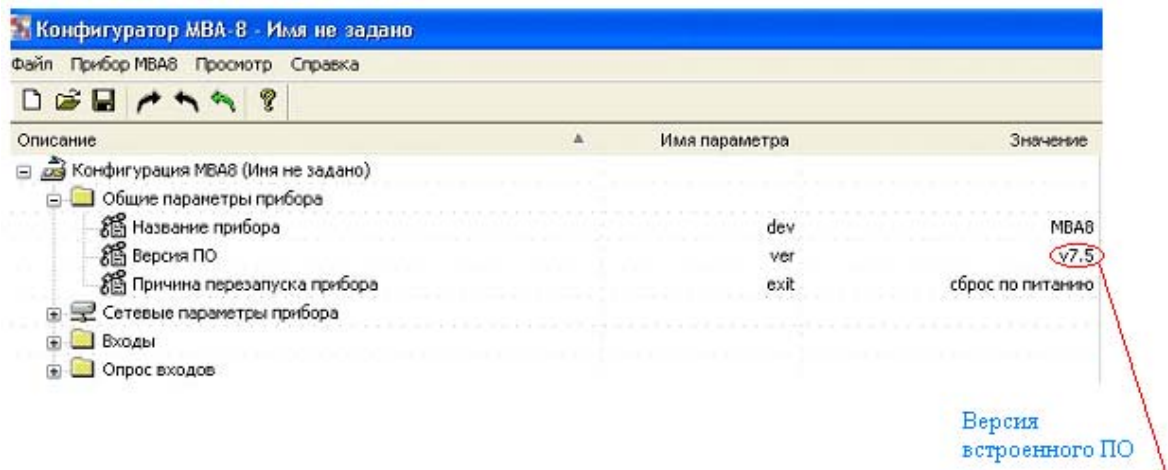 Конфигуратор МВА-8 - Имя не задано
Файл Прибор МВА8 Просмотр Справка
Описание Имя параметра Значение
Конфигурация МВА8 (Имя не задано)
Общие параметры прибора
Название прибора dev МВА8
Версия ПО ver v7.5
Причина перезапуска прибора exit сброс по питанию
Сетевые параметры прибора
Входы
Опрос входов
Версия
встроенного ПО